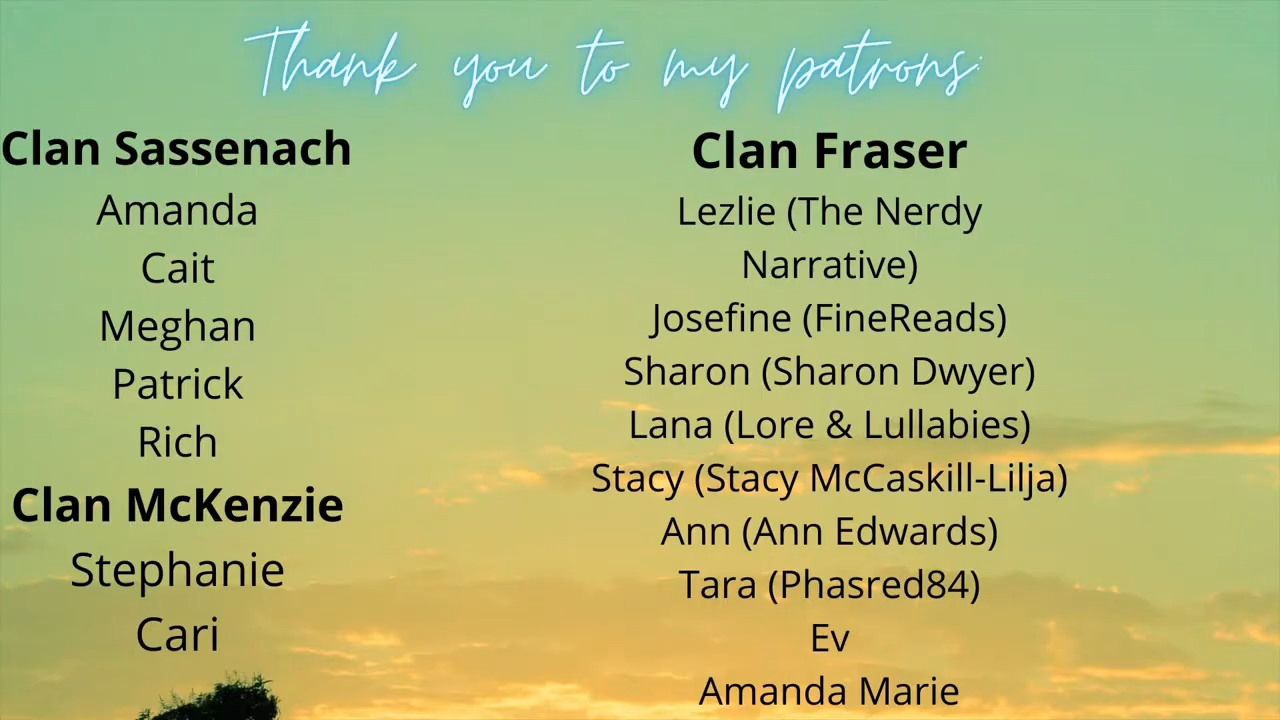 Thank you to my patrons:
Clan Sassenach
Amanda
Cait
Meghan
Patrick
Rich
Clan McKenzie
Stephanie
Cari
Clan Fraser
Lezlie (The Nerdy
Narrative)
Josefine (FineReads)
Sharon (Sharon Dwyer)
Lana (Lore & Lullabies)
Stacy (Stacy McCaskill-Lilja)
Ann (Ann Edwards)
Tara (Phasred84)
Ev
Amanda Marie